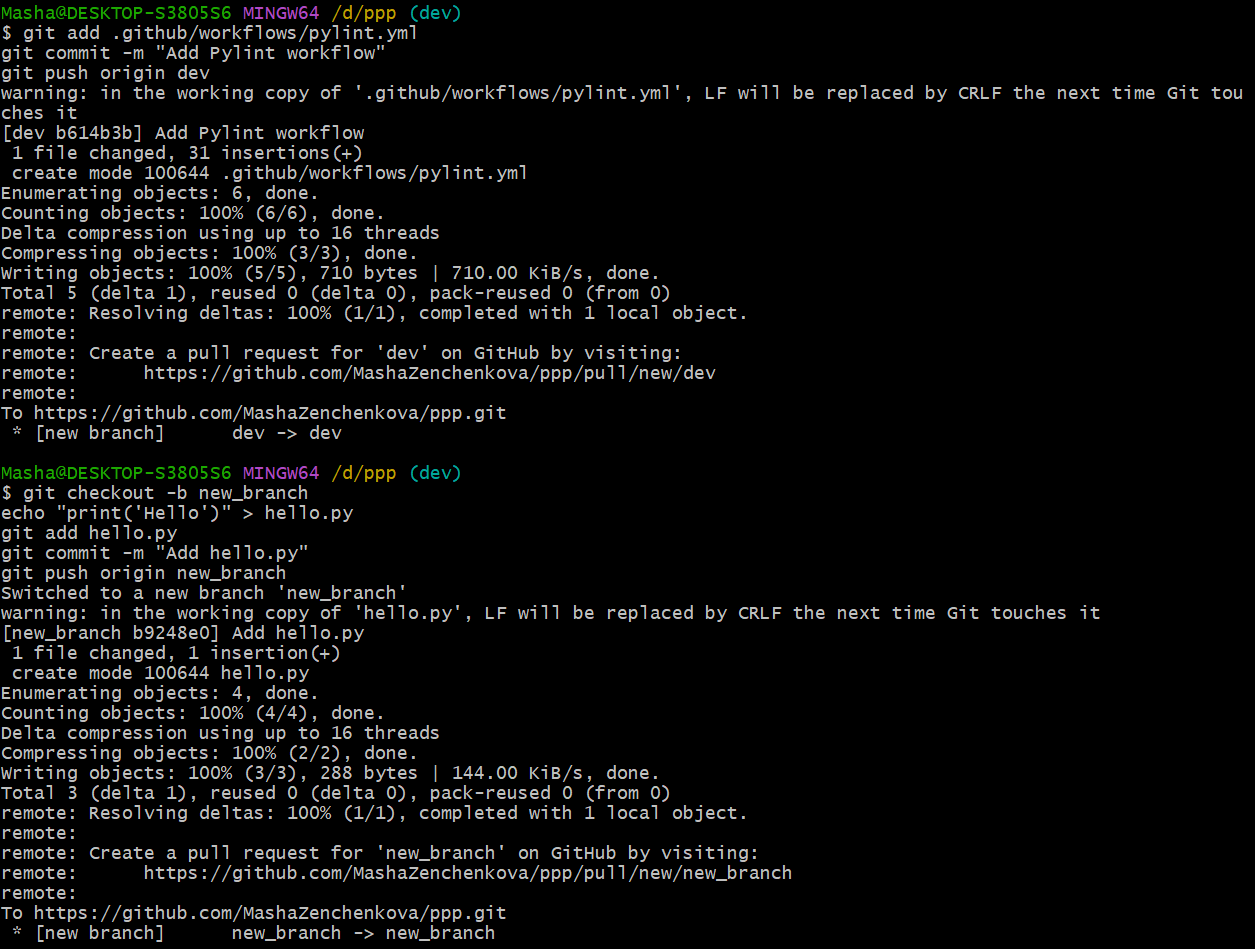 Masha@DESKTOP-S3805S6 MINGW64 /d/ppp (dev)
$ git add .github/workflows/pylint.yml
git commit -m "Add Pylint workflow"
git push origin dev
warning: in the working copy of '.github/workflows/pylint.yml', LF will be replaced by CRLF the next time Git tou
ches it
[dev b614b3b] Add Pylint workflow
 1 file changed, 31 insertions(+)
 create mode 100644 .github/workflows/pylint.yml
Enumerating objects: 6, done.
Counting objects: 100% (6/6), done.
Delta compression using up to 16 threads
Compressing objects: 100% (3/3), done.
Writing objects: 100% (5/5), 710 bytes | 710.00 KiB/s, done.
Total 5 (delta 1), reused 0 (delta 0), pack-reused 0 (from 0)
remote: Resolving deltas: 100% (1/1), completed with 1 local object.
remote:
remote: Create a pull request for 'dev' on GitHub by visiting:
remote:      https://github.com/MashaZenchenkova/ppp/pull/new/dev
remote:
To https://github.com/MashaZenchenkova/ppp.git
 * [new branch]      dev -> dev

Masha@DESKTOP-S3805S6 MINGW64 /d/ppp (dev)
$ git checkout -b new_branch
echo "print('Hello')" > hello.py
git add hello.py
git commit -m "Add hello.py"
git push origin new_branch
Switched to a new branch 'new_branch'
warning: in the working copy of 'hello.py', LF will be replaced by CRLF the next time Git touches it
[new_branch b9248e0] Add hello.py
 1 file changed, 1 insertion(+)
 create mode 100644 hello.py
Enumerating objects: 4, done.
Counting objects: 100% (4/4), done.
Delta compression using up to 16 threads
Compressing objects: 100% (2/2), done.
Writing objects: 100% (3/3), 288 bytes | 144.00 KiB/s, done.
Total 3 (delta 1), reused 0 (delta 0), pack-reused 0 (from 0)
remote: Resolving deltas: 100% (1/1), completed with 1 local object.
remote:
remote: Create a pull request for 'new_branch' on GitHub by visiting:
remote:      https://github.com/MashaZenchenkova/ppp/pull/new/new_branch
remote:
To https://github.com/MashaZenchenkova/ppp.git
 * [new branch]      new_branch -> new_branch